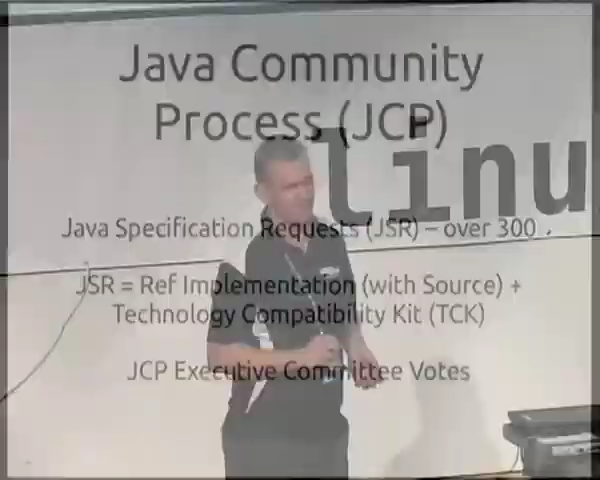 Java Community
Process (JCP)
linu
Java Specification Requests (JSR) – over 300
JSR = Ref Implementation (with Source) +
Technology Compatibility Kit (TCK)
JCP Executive Committee Votes